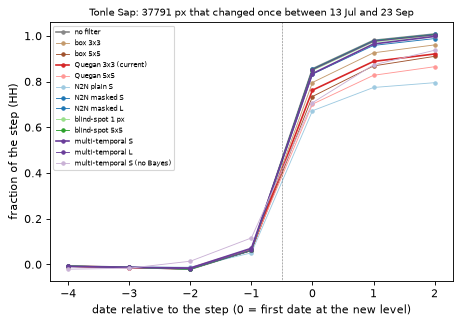 Tonle Sap: 37791 px that changed once between 13 Jul and 23 Sep
no filter
box 3x3
box 5x5
Quegan 3x3 (current)
Quegan 5x5
N2N plain S
N2N masked S
N2N masked L
blind-spot 1 px
blind-spot 5x5
multi-temporal S
multi-temporal L
multi-temporal S (no Bayes)
fraction of the step (HH)
1.0
0.8
0.6
0.4
0.2
0.0
−4 −3 −2 −1 0 1 2
date relative to the step (0 = first date at the new level)